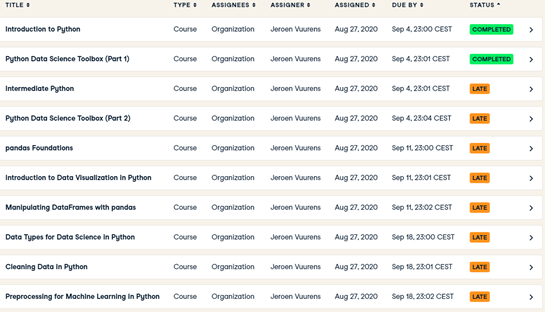 TITLE TYPE ASSIGNEES ASSIGNER ASSIGNED DUE BY STATUS
Introduction to Python Course Organization Jeroen Vuurens Aug 27, 2020 Sep 4, 23:00 CEST COMPLETED
Python Data Science Toolbox (Part 1) Course Organization Jeroen Vuurens Aug 27, 2020 Sep 4, 23:01 CEST COMPLETED
Intermediate Python Course Organization Jeroen Vuurens Aug 27, 2020 Sep 4, 23:01 CEST LATE
Python Data Science Toolbox (Part 2) Course Organization Jeroen Vuurens Aug 27, 2020 Sep 4, 23:04 CEST LATE
pandas Foundations Course Organization Jeroen Vuurens Aug 27, 2020 Sep 11, 23:00 CEST LATE
Introduction to Data Visualization in Python Course Organization Jeroen Vuurens Aug 27, 2020 Sep 11, 23:01 CEST LATE
Manipulating DataFrames with pandas Course Organization Jeroen Vuurens Aug 27, 2020 Sep 11, 23:02 CEST LATE
Data Types for Data Science in Python Course Organization Jeroen Vuurens Aug 27, 2020 Sep 18, 23:00 CEST LATE
Cleaning Data in Python Course Organization Jeroen Vuurens Aug 27, 2020 Sep 18, 23:01 CEST LATE
Preprocessing for Machine Learning in Python Course Organization Jeroen Vuurens Aug 27, 2020 Sep 18, 23:02 CEST LATE